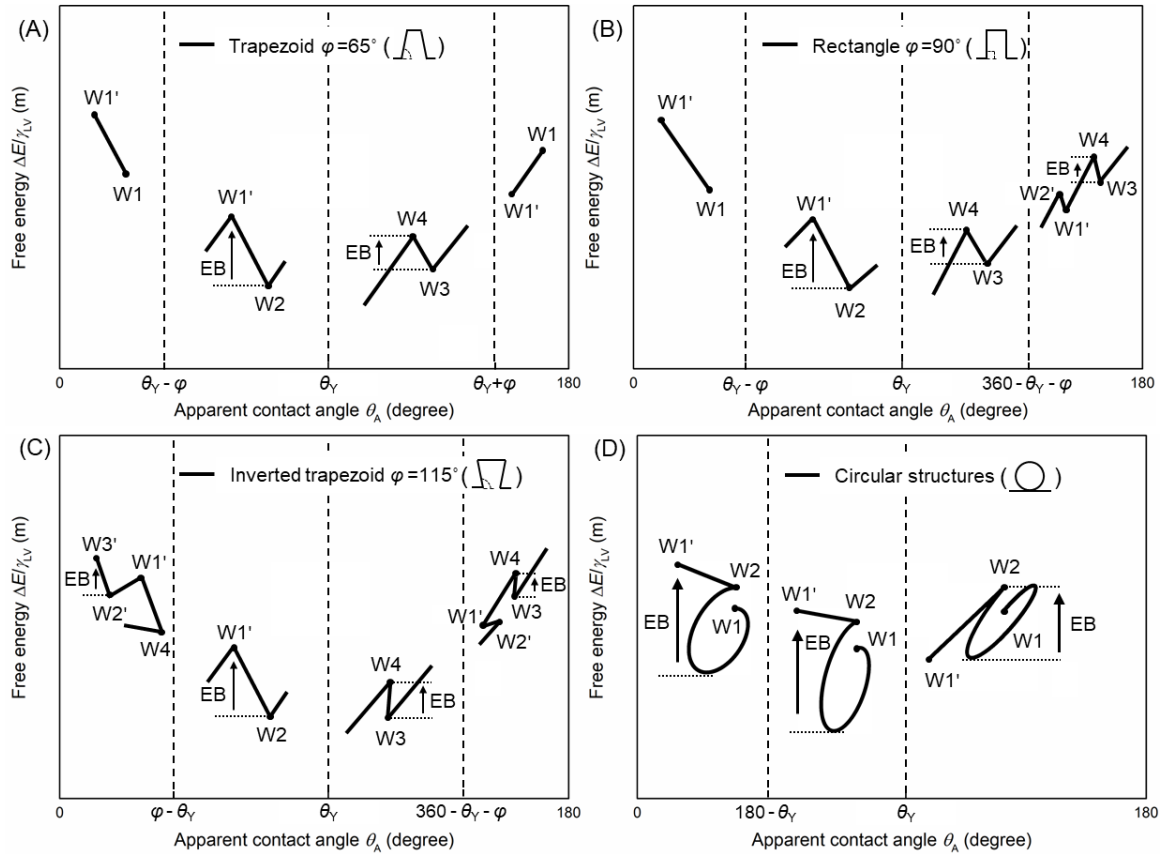 (A)
Trapezoid φ=65° ( )
Free energy ΔE/γLV (m)
W1'
W1
W1'
EB
W2
W4
EB
W3
W1
W1'
0
θY - φ
θY
θY+φ
180
Apparent contact angle θA (degree)
(B)
Rectangle φ=90° ( )
Free energy ΔE/γLV (m)
W1'
W1
W1'
EB
W2
W4
EB
W3
W4
EB
W2'
W3
W1'
0
θY - φ
θY
360 - θY - φ
180
Apparent contact angle θA (degree)
(C)
Inverted trapezoid φ=115° ( )
Free energy ΔE/γLV (m)
W3'
W1'
EB
W2'
W4
W1'
EB
W2
W4
EB
W3
W4
EB
W1'
W3
W2'
0
φ - θY
θY
360 - θY - φ
180
Apparent contact angle θA (degree)
(D)
Circular structures ( )
Free energy ΔE/γLV (m)
W1'
W2
EB
W1
W1'
W2
EB
W1
W2
W1
EB
W1'
0
180 - θY
θY
180
Apparent contact angle θA (degree)